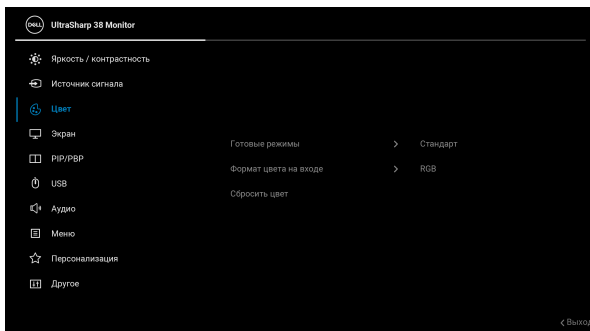 DELL UltraSharp 38 Monitor
Яркость / контрастность
Источник сигнала
Цвет
Экран
Готовые режимы > Стандарт
PIP/PBP
Формат цвета на входе > RGB
USB
Сбросить цвет
Аудио
Меню
Персонализация
Другое
< Выход